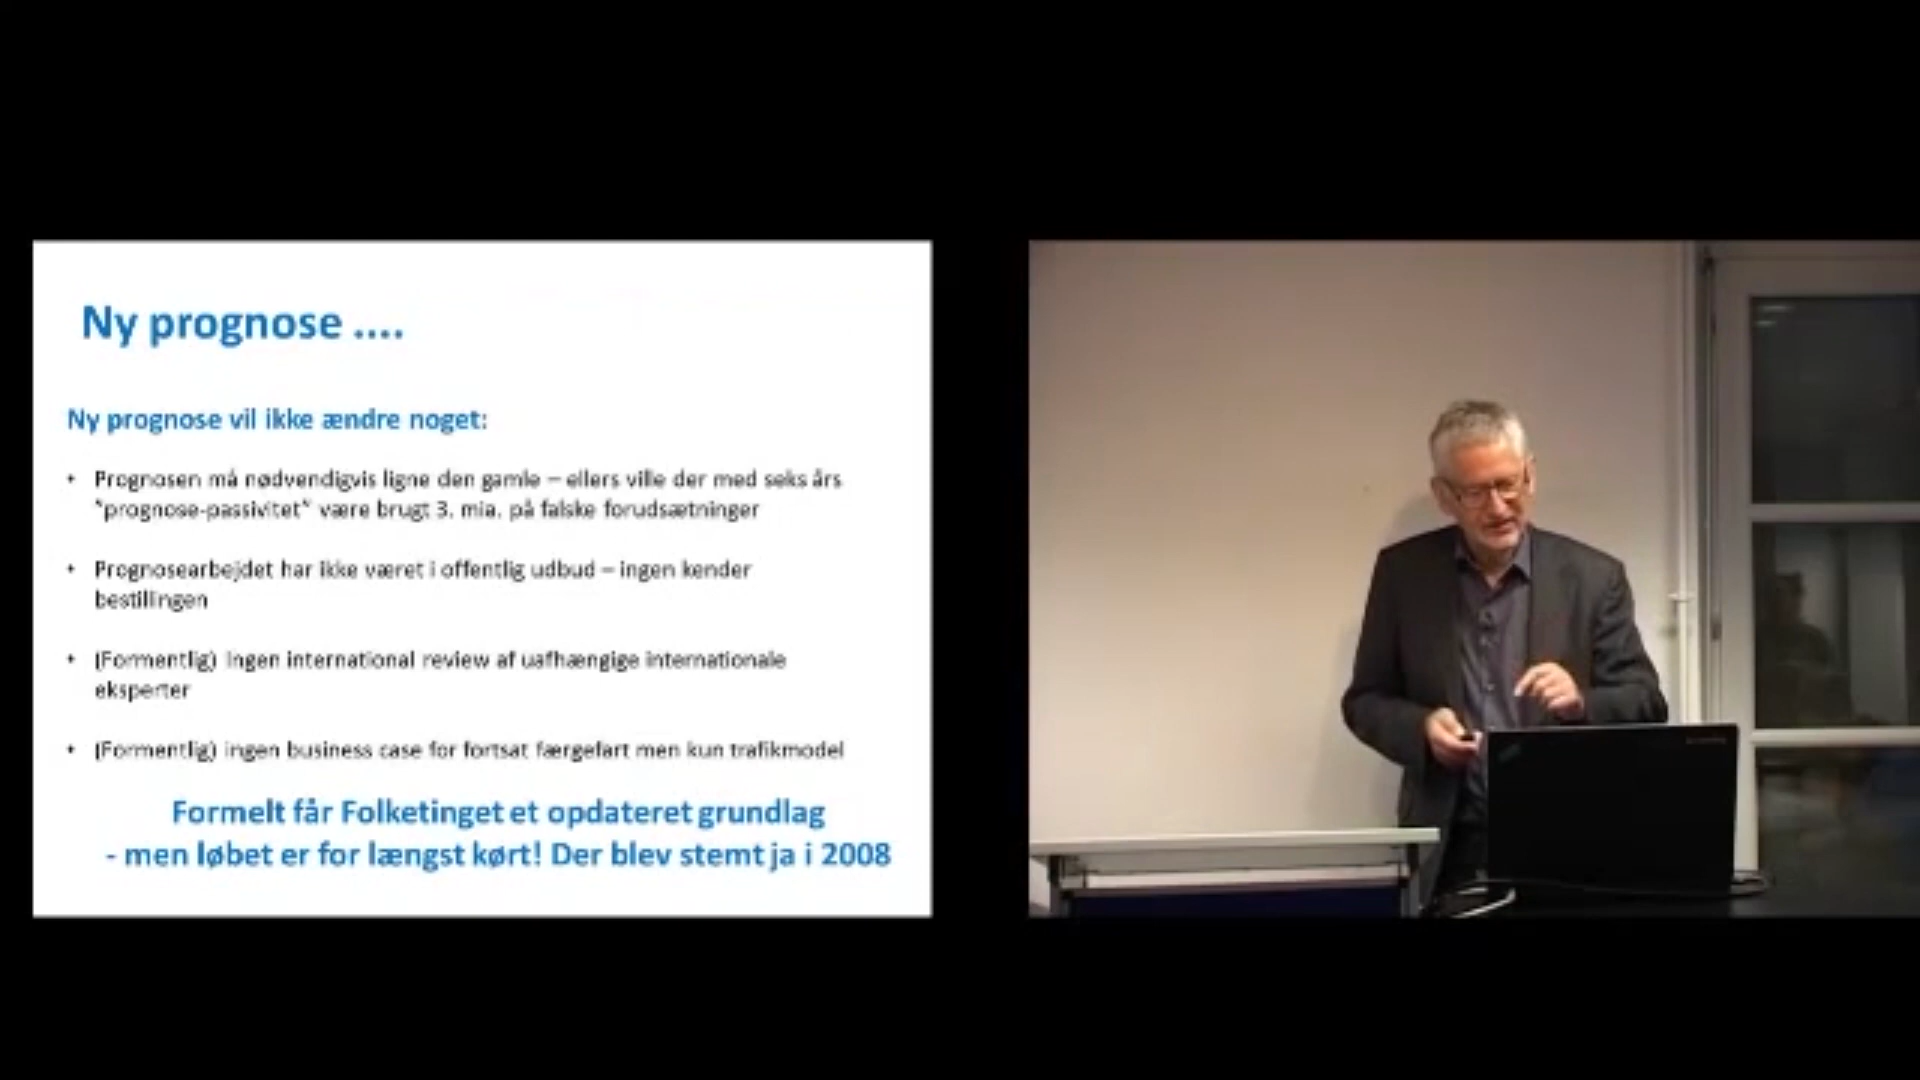 Ny prognose ....
Ny prognose vil ikke ændre noget:
• Prognosen må nødvendigvis ligne den gamle – ellers ville der med seks års
"prognose-passivitet" være brugt 3. mia. på falske forudsætninger
• Prognosearbejdet har ikke været i offentlig udbud – ingen kender
bestillingen
• (Formentlig) Ingen international review af uafhængige internationale
eksperter
• (Formentlig) ingen business case for fortsat færgefart men kun trafikmodel
Formelt får Folketinget et opdateret grundlag
- men løbet er for længst kørt! Der blev stemt ja i 2008